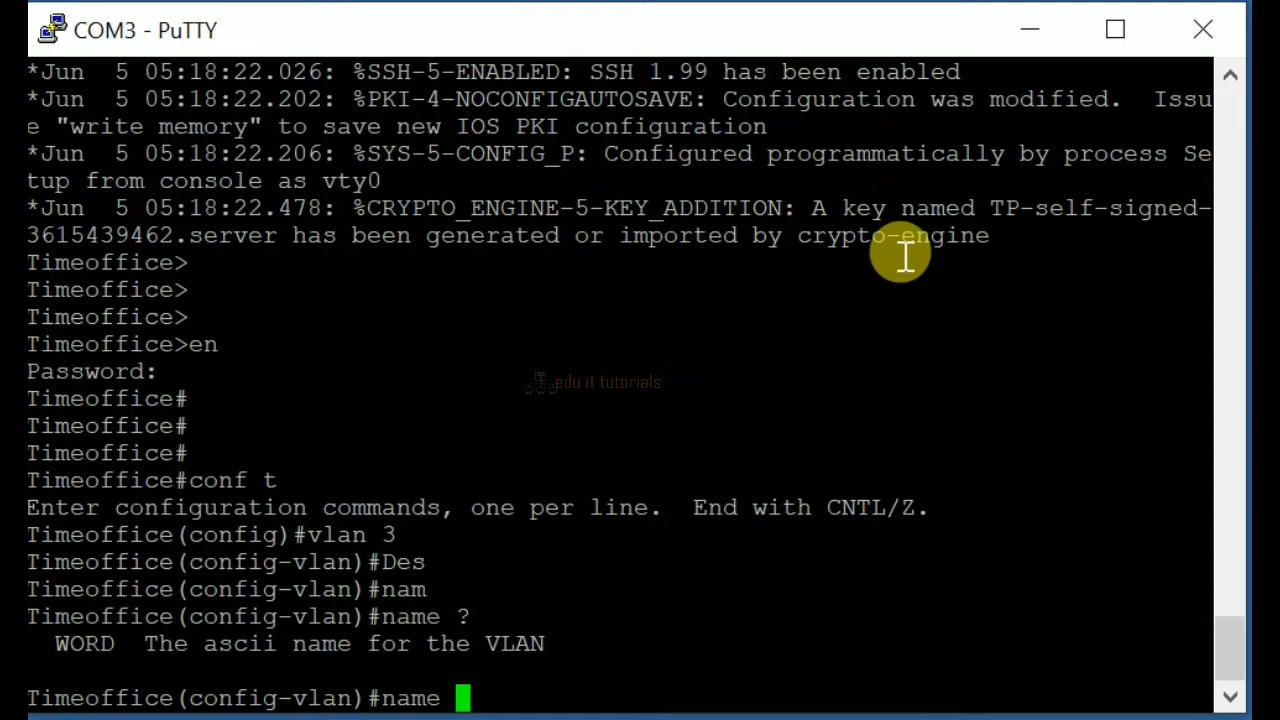 COM3 - PuTTY
*Jun  5 05:18:22.026: %SSH-5-ENABLED: SSH 1.99 has been enabled
*Jun  5 05:18:22.202: %PKI-4-NOCONFIGAUTOSAVE: Configuration was modified.  Issu
e "write memory" to save new IOS PKI configuration
*Jun  5 05:18:22.206: %SYS-5-CONFIG_P: Configured programmatically by process Se
tup from console as vty0
*Jun  5 05:18:22.478: %CRYPTO_ENGINE-5-KEY_ADDITION: A key named TP-self-signed-
3615439462.server has been generated or imported by crypto-engine
Timeoffice>
Timeoffice>
Timeoffice>
Timeoffice>en
Password:
edu it tutorials
Timeoffice#
Timeoffice#
Timeoffice#
Timeoffice#conf t
Enter configuration commands, one per line.  End with CNTL/Z.
Timeoffice(config)#vlan 3
Timeoffice(config-vlan)#Des
Timeoffice(config-vlan)#nam
Timeoffice(config-vlan)#name ?
  WORD  The ascii name for the VLAN
Timeoffice(config-vlan)#name